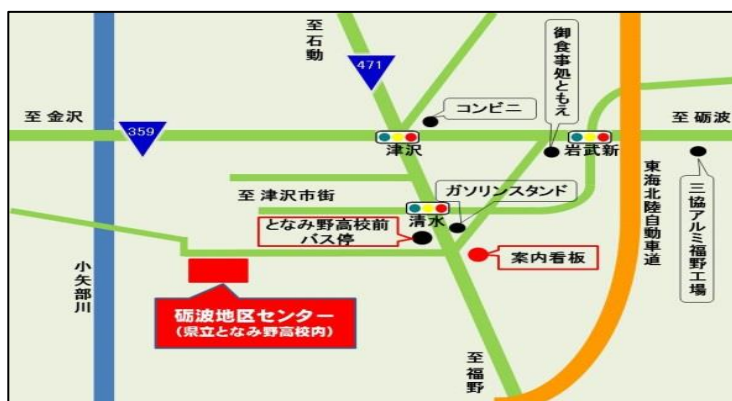 至石動
471
御食事処ともえ
コンビニ
至 金沢
359
至 砺波
津沢
岩武新
至 津沢市街
ガソリンスタンド
清水
となみ野高校前
バス停
案内看板
東海北陸自動車道
三協アルミ福野工場
小矢部川
砺波地区センター
(県立となみ野高校内)
至福野